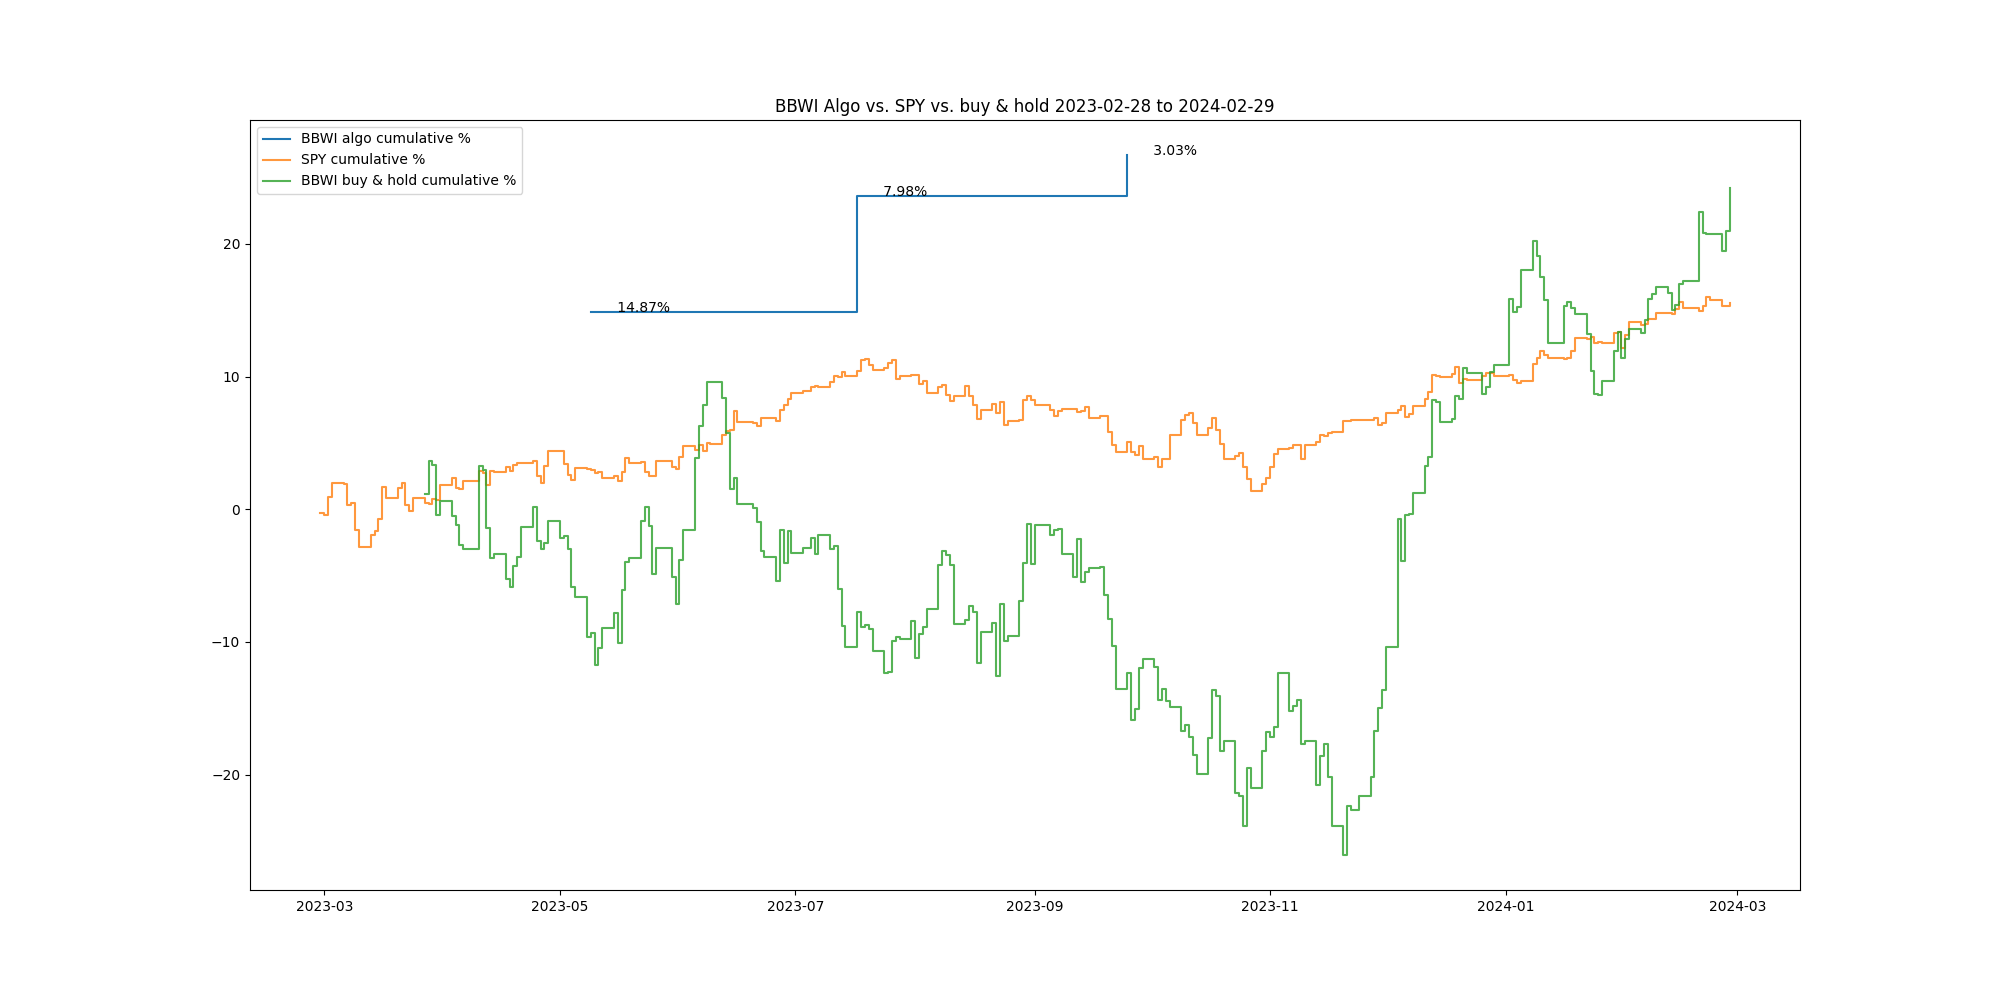 BBWI Algo vs. SPY vs. buy & hold 2023-02-28 to 2024-02-29
BBWI algo cumulative %
SPY cumulative %
BBWI buy & hold cumulative %
3.03%
7.98%
14.87%
20
10
0
−10
−20
2023-03 2023-05 2023-07 2023-09 2023-11 2024-01 2024-03